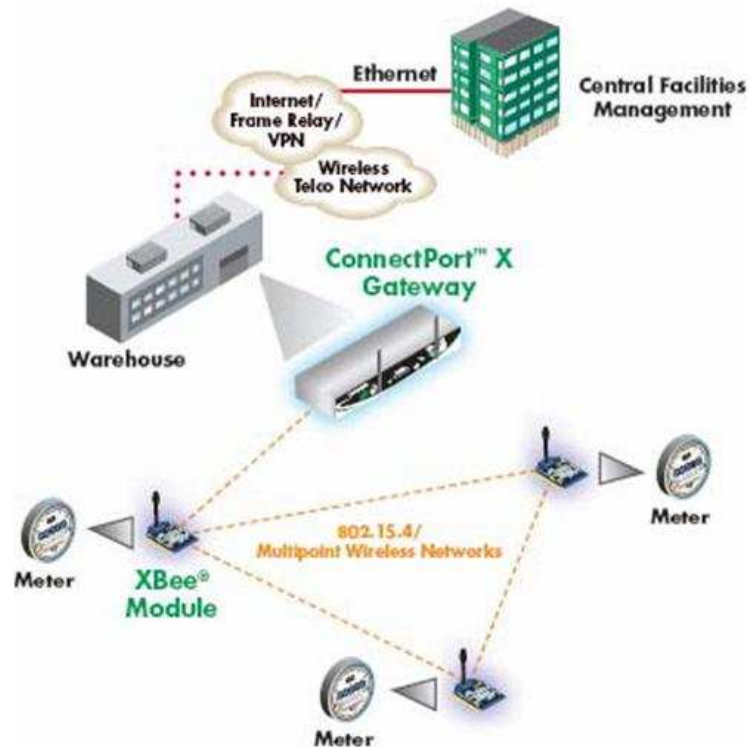 Ethernet
Central Facilities
Management
Internet/
Frame Relay/
VPN
Wireless
Telco Network
ConnectPort™ X
Gateway
Warehouse
Meter
802.15.4/
Multipoint Wireless Networks
Meter
XBee®
Module
Meter